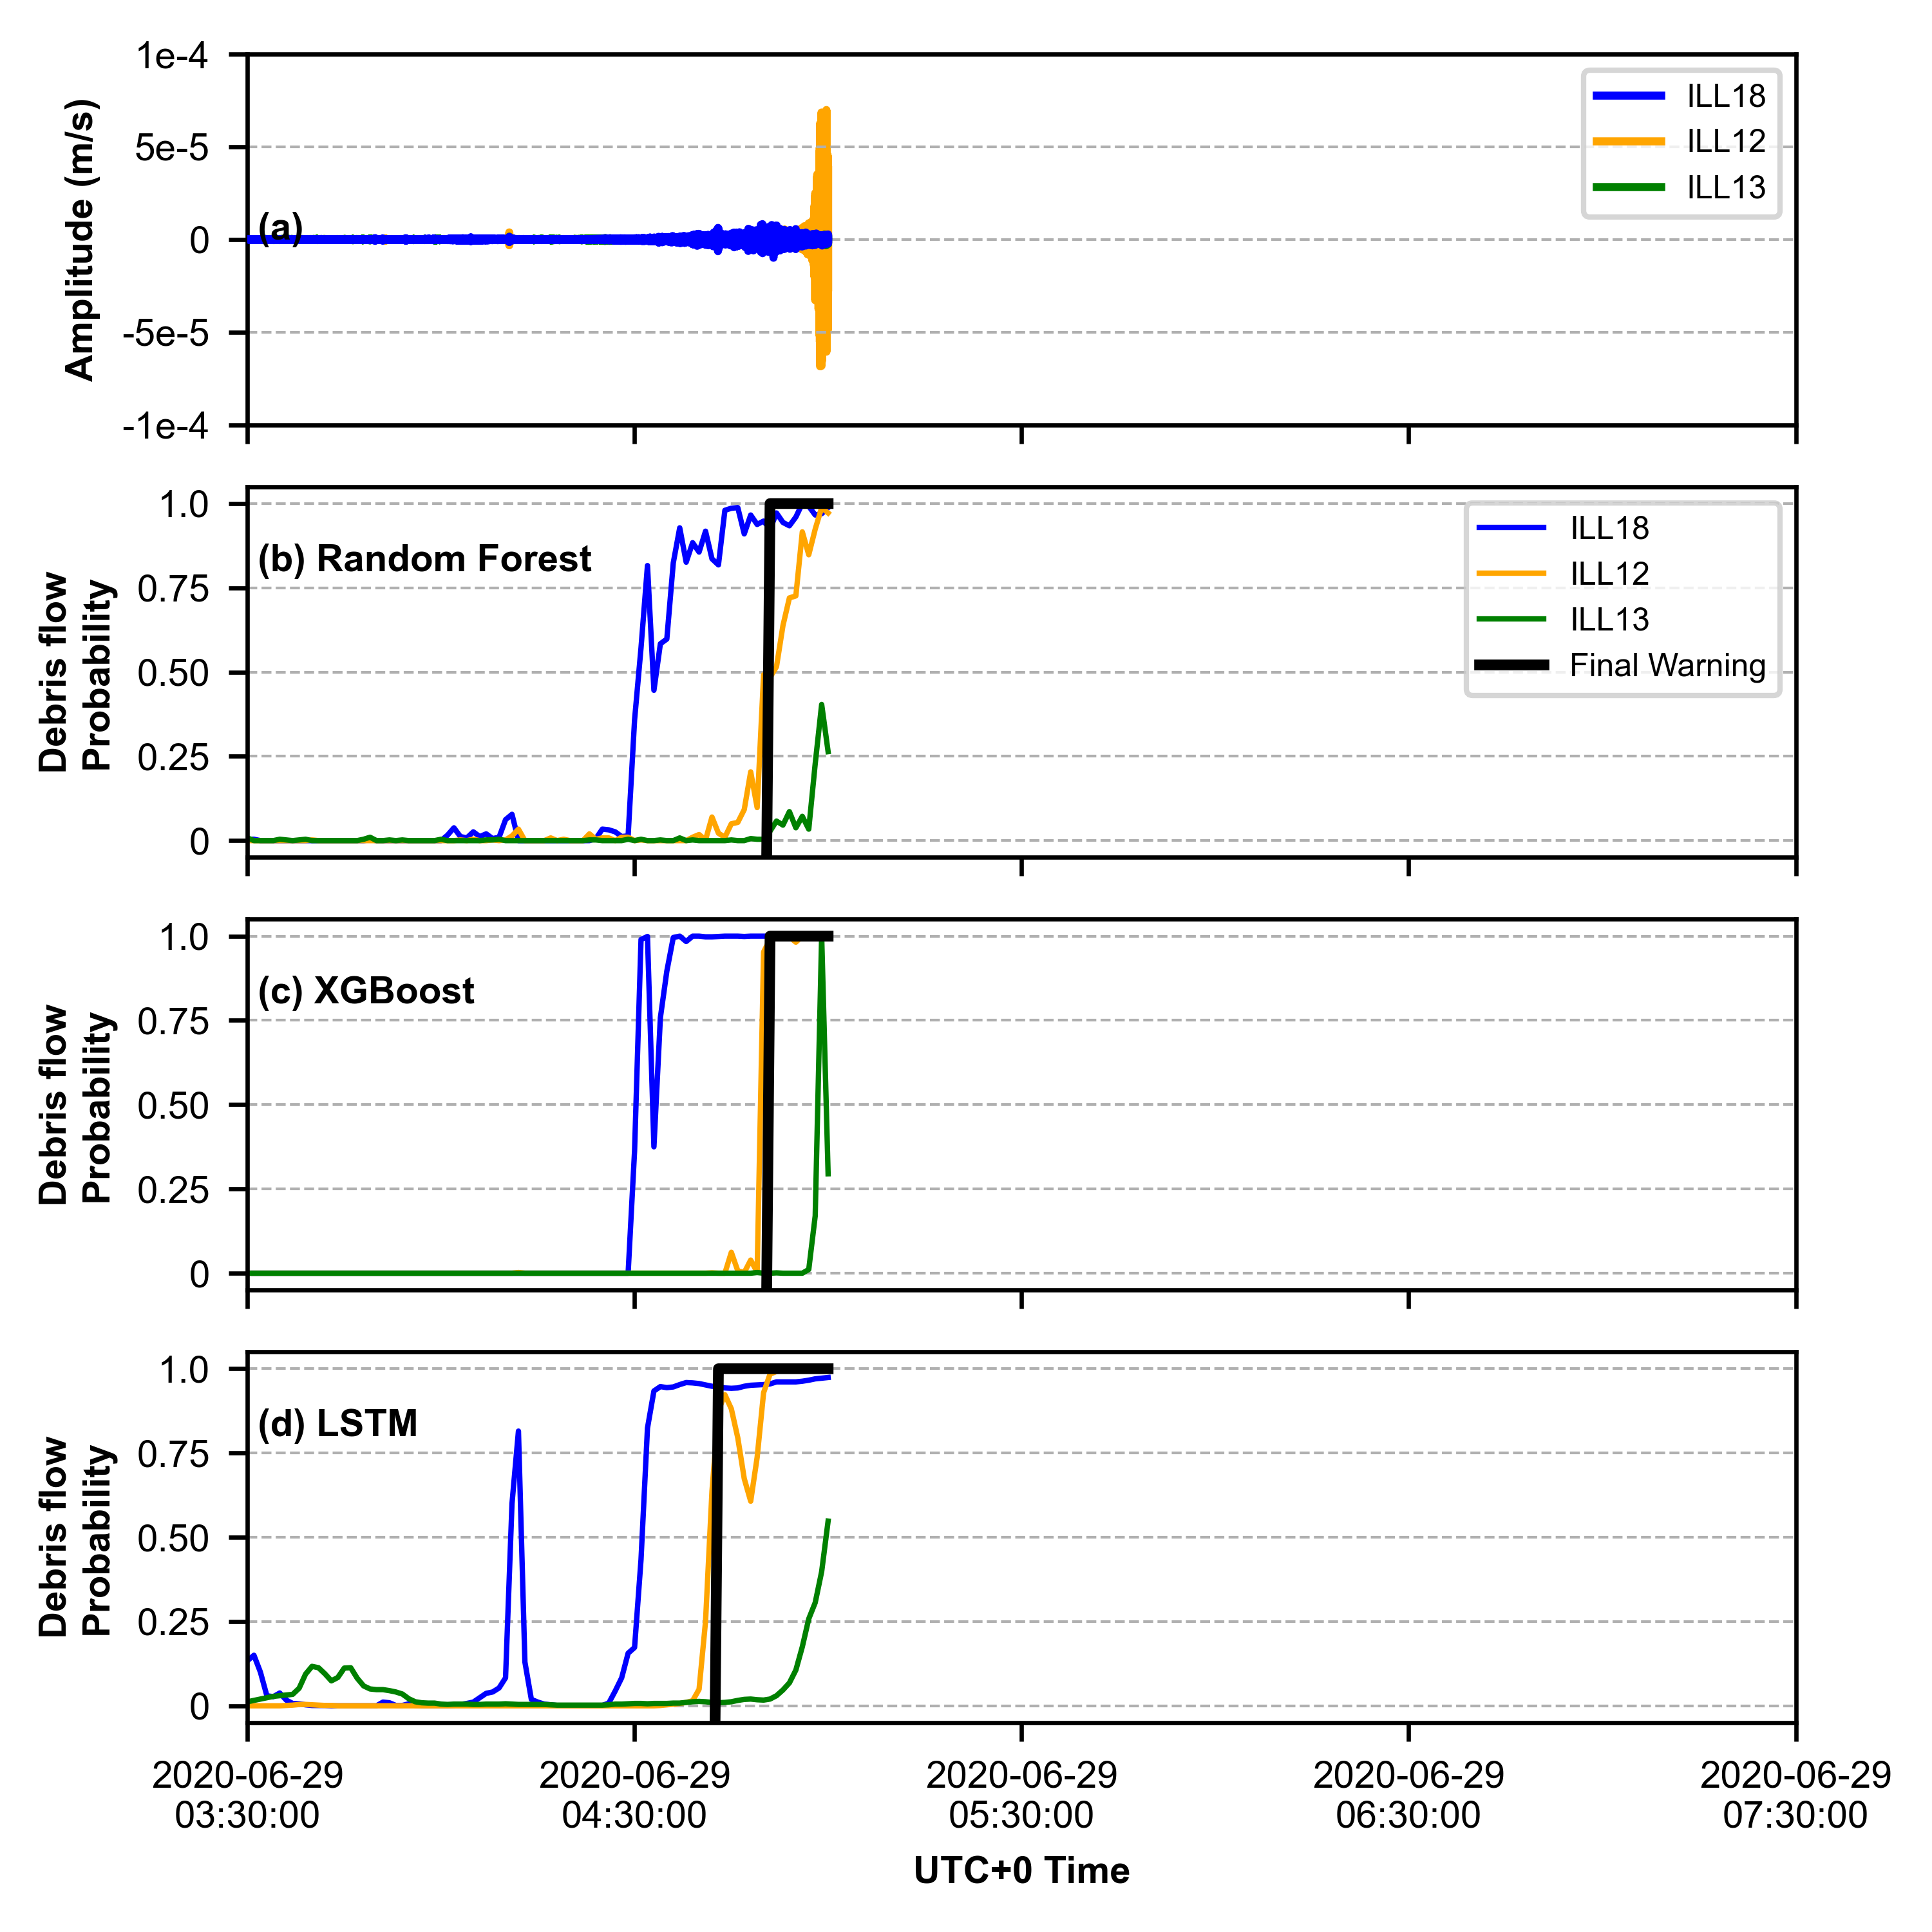 1e-4
5e-5
0
-5e-5
-1e-4
Amplitude (m/s)
(a)
ILL18
ILL12
ILL13
1.0
0.75
0.50
0.25
0
Debris flow
Probability
(b) Random Forest
ILL18
ILL12
ILL13
Final Warning
1.0
0.75
0.50
0.25
0
Debris flow
Probability
(c) XGBoost
1.0
0.75
0.50
0.25
0
Debris flow
Probability
(d) LSTM
2020-06-29
03:30:00
2020-06-29
04:30:00
2020-06-29
05:30:00
2020-06-29
06:30:00
2020-06-29
07:30:00
UTC+0 Time